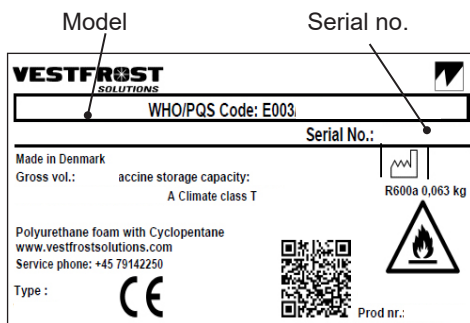 Model
Serial no.
VESTFROST
SOLUTIONS
WHO/PQS Code: E003/
Serial No.:
Made in Denmark
Gross vol.: accine storage capacity:
A Climate class T
R600a 0,063 kg
Polyurethane foam with Cyclopentane
www.vestfrostsolutions.com
Service phone: +45 79142250
Type :
CE
Prod nr.: